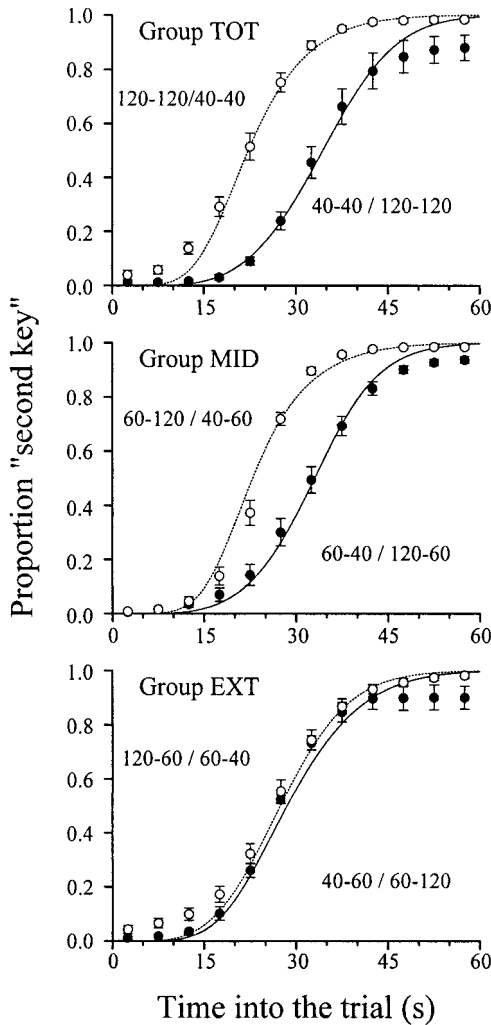 Proportion "second key"
1.0
0.8
0.6
0.4
0.2
0.0
Group TOT
120-120/40-40
40-40 / 120-120
0 15 30 45 60
1.0
0.8
0.6
0.4
0.2
0.0
Group MID
60-120 / 40-60
60-40 / 120-60
0 15 30 45 60
1.0
0.8
0.6
0.4
0.2
0.0
Group EXT
120-60 / 60-40
40-60 / 60-120
0 15 30 45 60
Time into the trial (s)